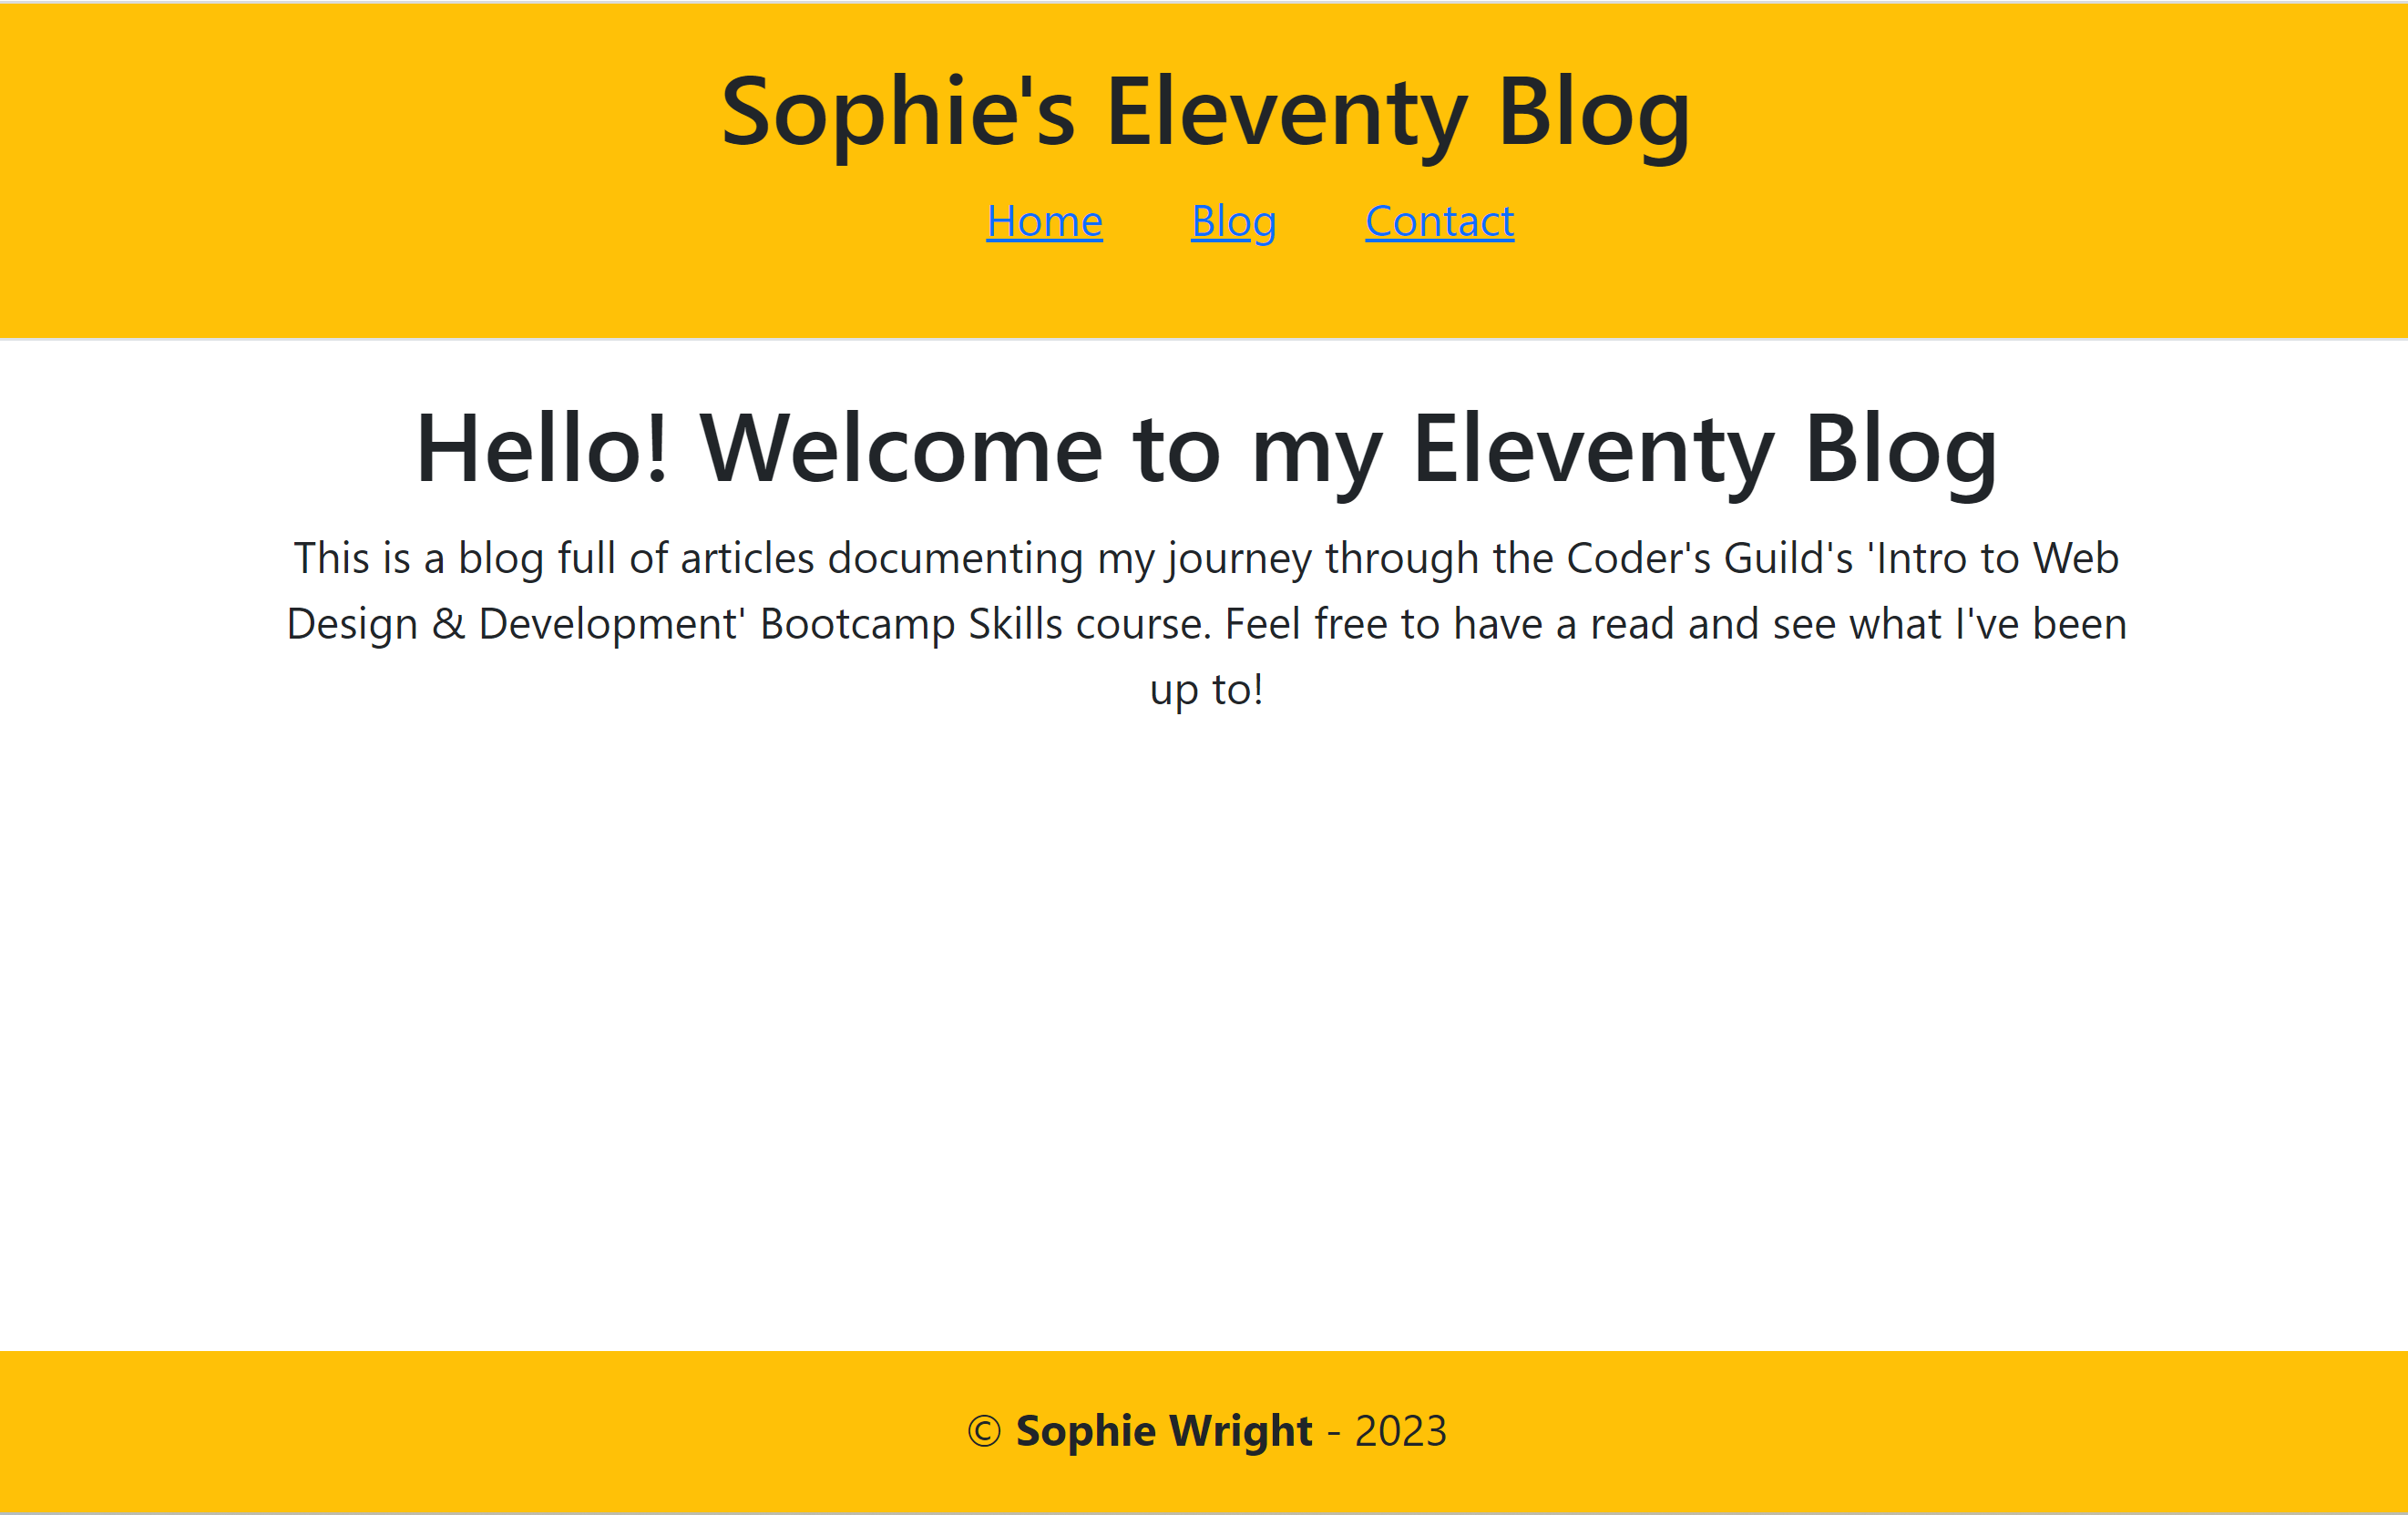 Sophie's Eleventy Blog
Home Blog Contact
Hello! Welcome to my Eleventy Blog
This is a blog full of articles documenting my journey through the Coder's Guild's 'Intro to Web
Design & Development' Bootcamp Skills course. Feel free to have a read and see what I've been
up to!
© Sophie Wright - 2023